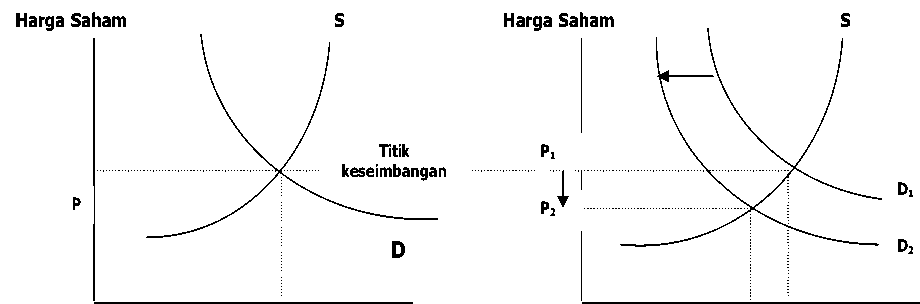 Harga Saham
S
Titik
keseimbangan
P
D
Harga Saham
S
P₁
P₂
D₁
D₂